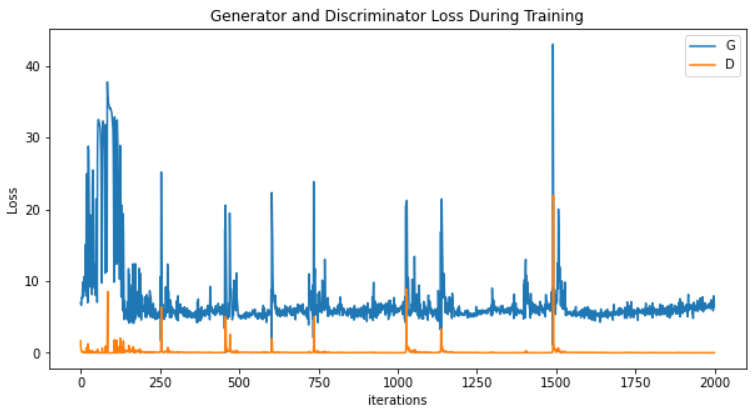 Generator and Discriminator Loss During Training
G
D
Loss
40
30
20
10
0
0 250 500 750 1000 1250 1500 1750 2000
iterations